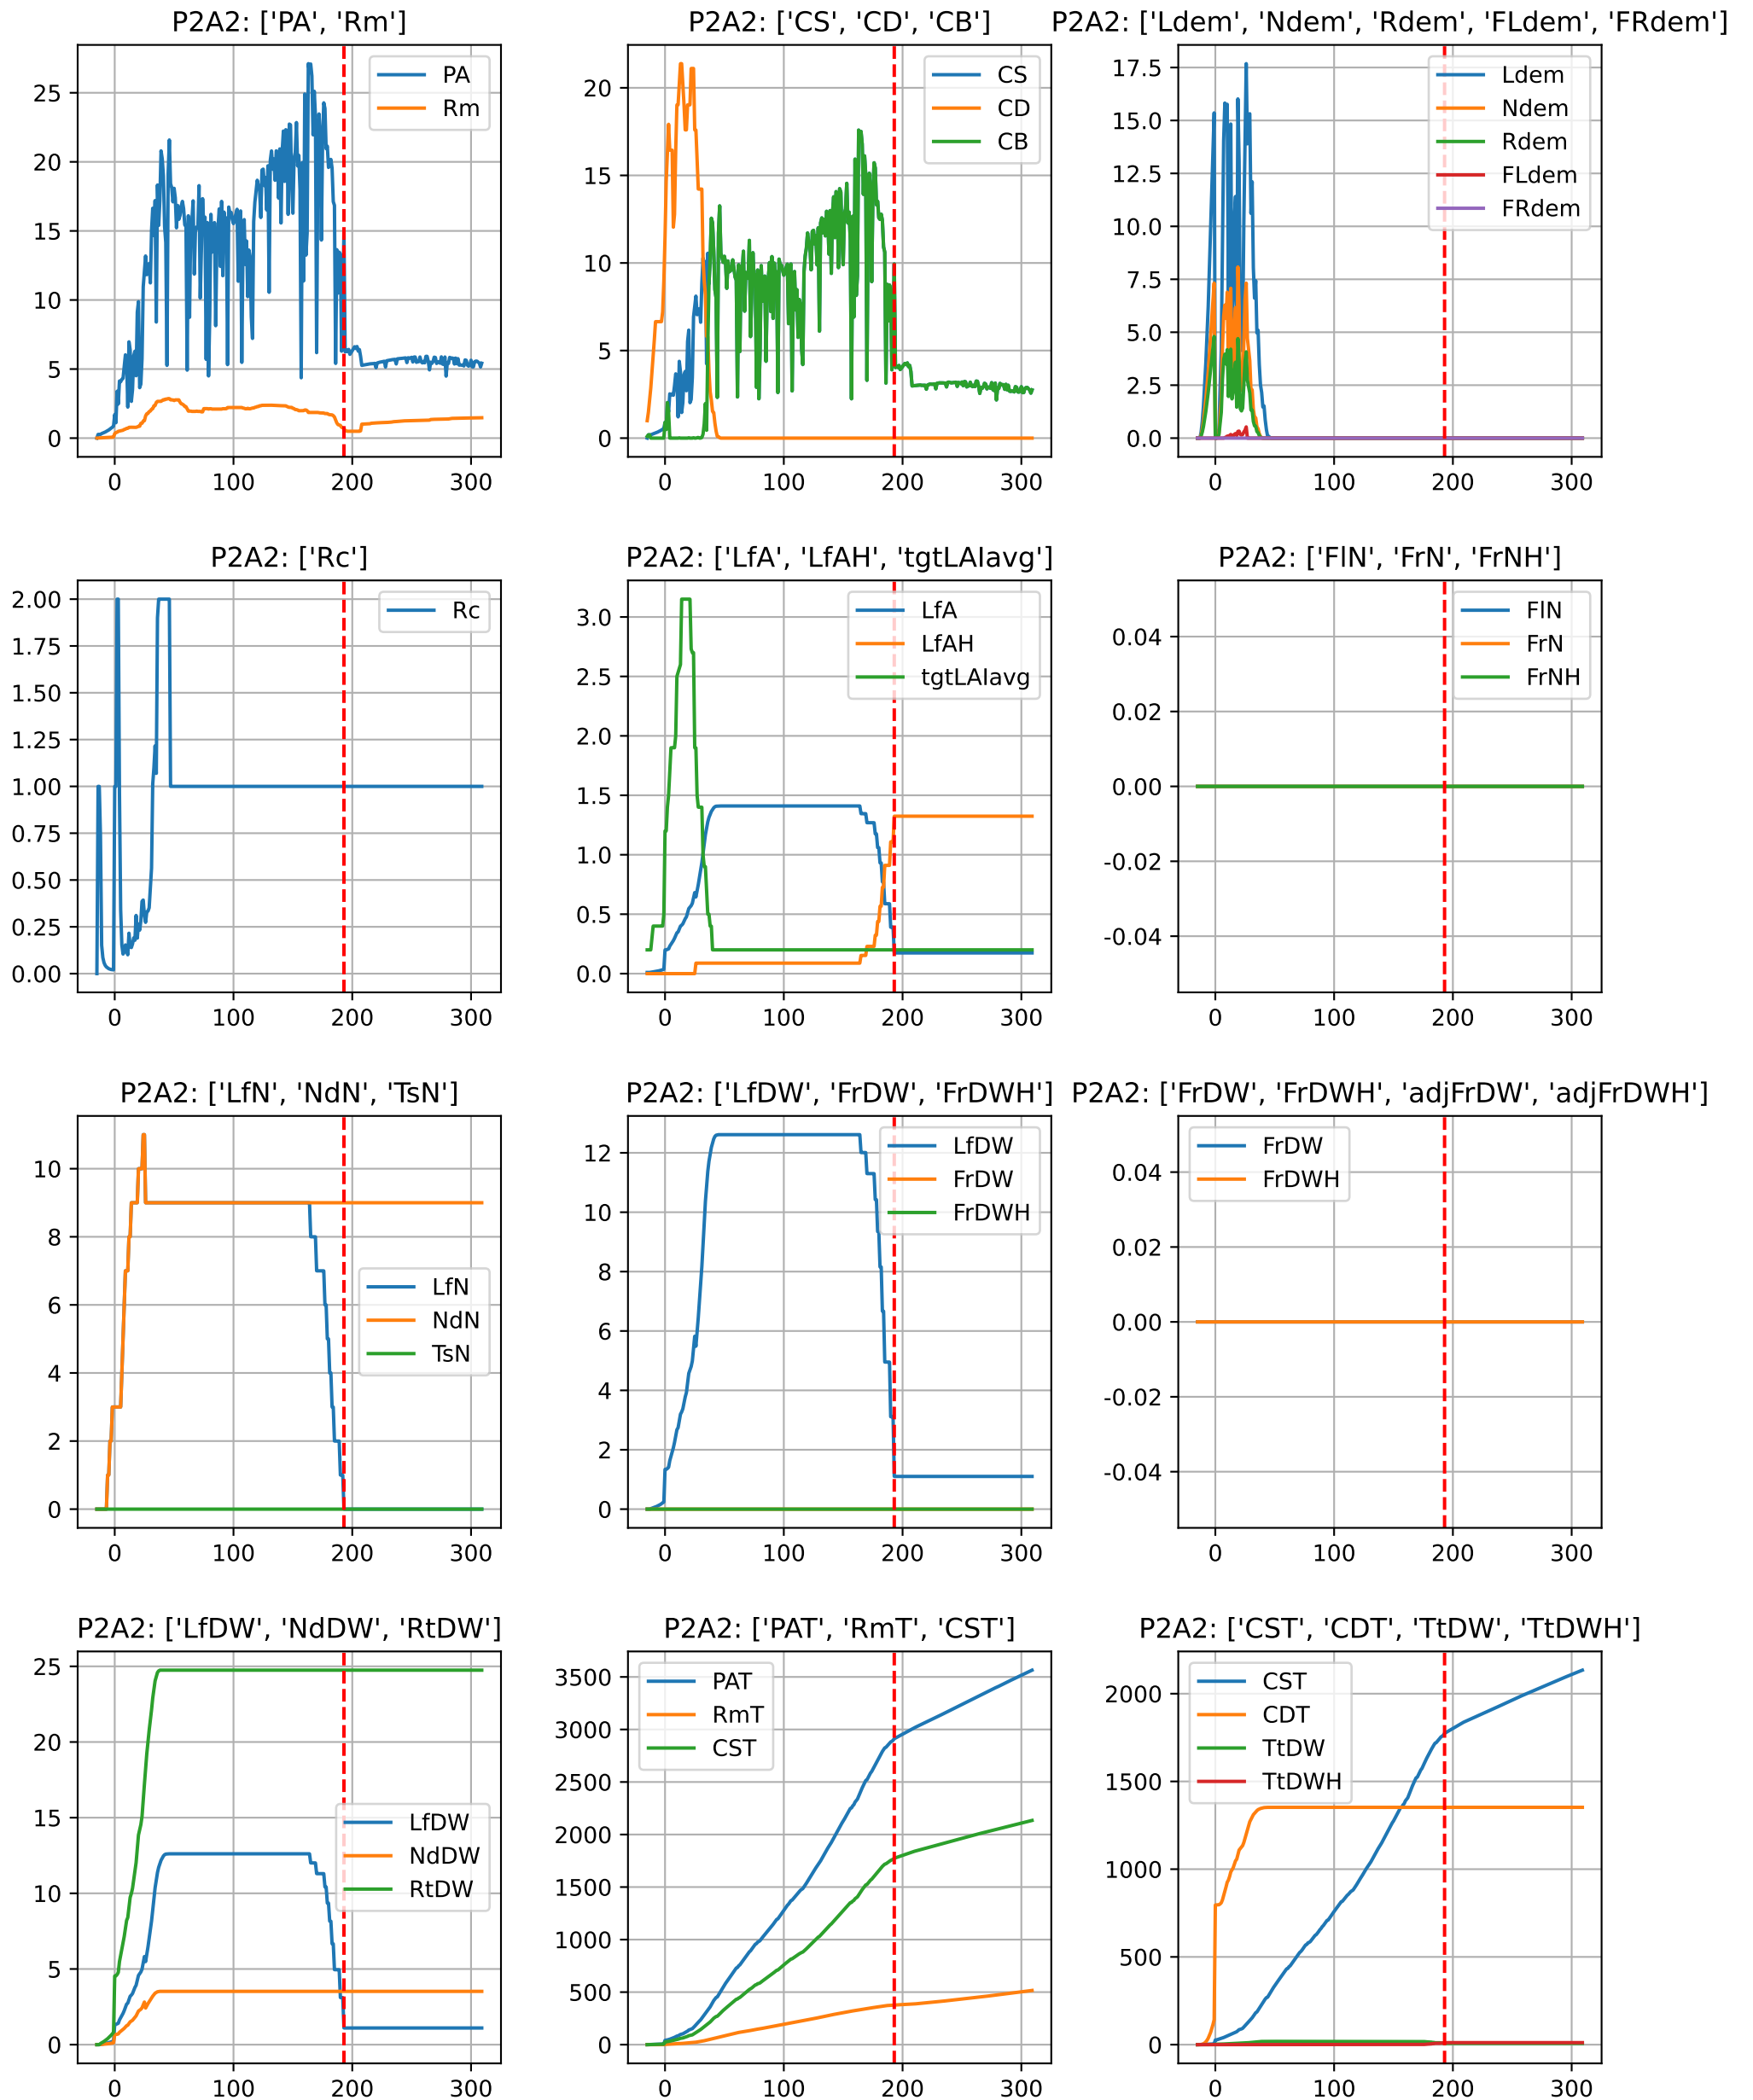 P2A2: ['PA', 'Rm']
25
20
15
10
5
0
0 100 200 300
PA
Rm
P2A2: ['CS', 'CD', 'CB']
20
15
10
5
0
0 100 200 300
CS
CD
CB
P2A2: ['Ldem', 'Ndem', 'Rdem', 'FLdem', 'FRdem']
17.5
15.0
12.5
10.0
7.5
5.0
2.5
0.0
0 100 200 300
Ldem
Ndem
Rdem
FLdem
FRdem
P2A2: ['Rc']
2.00
1.75
1.50
1.25
1.00
0.75
0.50
0.25
0.00
0 100 200 300
Rc
P2A2: ['LfA', 'LfAH', 'tgtLAIavg']
3.0
2.5
2.0
1.5
1.0
0.5
0.0
0 100 200 300
LfA
LfAH
tgtLAIavg
P2A2: ['FlN', 'FrN', 'FrNH']
0.04
0.02
0.00
-0.02
-0.04
0 100 200 300
FlN
FrN
FrNH
P2A2: ['LfN', 'NdN', 'TsN']
10
8
6
4
2
0
0 100 200 300
LfN
NdN
TsN
P2A2: ['LfDW', 'FrDW', 'FrDWH']
12
10
8
6
4
2
0
0 100 200 300
LfDW
FrDW
FrDWH
P2A2: ['FrDW', 'FrDWH', 'adjFrDW', 'adjFrDWH']
0.04
0.02
0.00
-0.02
-0.04
0 100 200 300
FrDW
FrDWH
P2A2: ['LfDW', 'NdDW', 'RtDW']
25
20
15
10
5
0
0 100 200 300
LfDW
NdDW
RtDW
P2A2: ['PAT', 'RmT', 'CST']
3500
3000
2500
2000
1500
1000
500
0
0 100 200 300
PAT
RmT
CST
P2A2: ['CST', 'CDT', 'TtDW', 'TtDWH']
2000
1500
1000
500
0
0 100 200 300
CST
CDT
TtDW
TtDWH